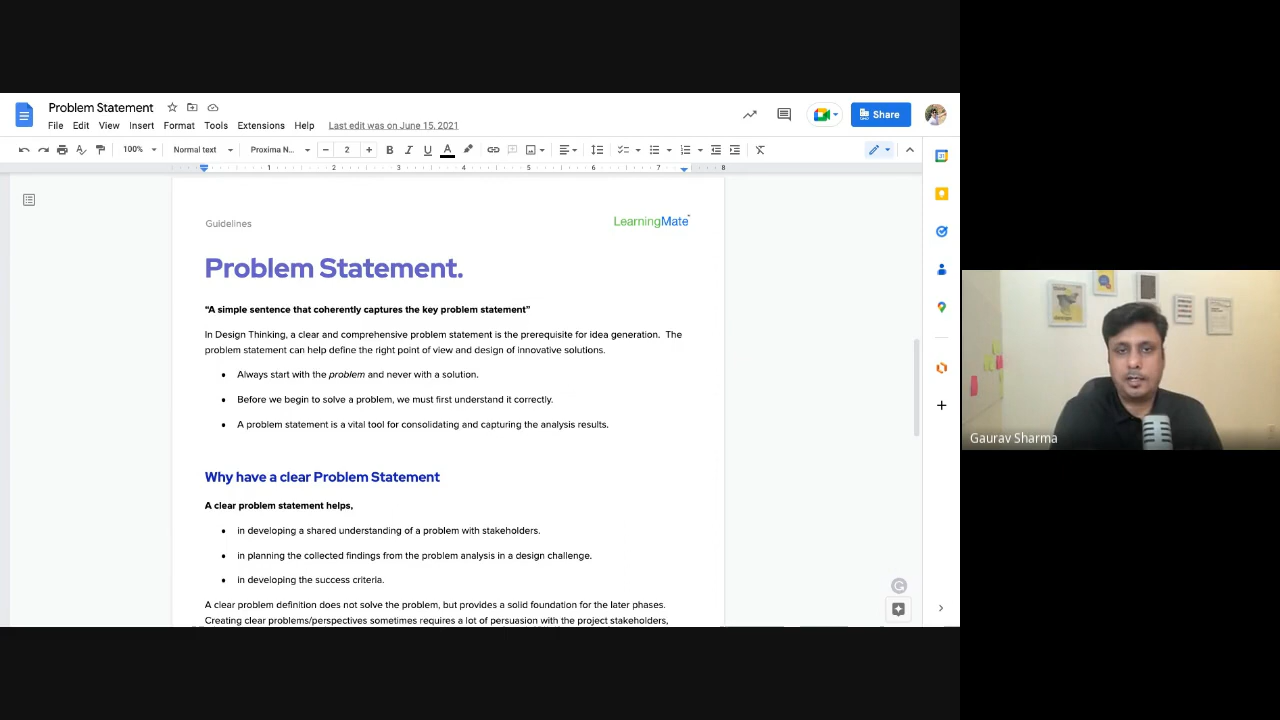 Problem Statement
File Edit View Insert Format Tools Extensions Help Last edit was on June 15, 2021
Share
100% Normal text Proxima N... 2 B I U A
1 2 3 4 5 6 7 8
Guidelines
LearningMate
Problem Statement.
"A simple sentence that coherently captures the key problem statement"
In Design Thinking, a clear and comprehensive problem statement is the prerequisite for idea generation. The
problem statement can help define the right point of view and design of innovative solutions.
• Always start with the problem and never with a solution.
• Before we begin to solve a problem, we must first understand it correctly.
• A problem statement is a vital tool for consolidating and capturing the analysis results.
Why have a clear Problem Statement
A clear problem statement helps,
• in developing a shared understanding of a problem with stakeholders.
• in planning the collected findings from the problem analysis in a design challenge.
• in developing the success criteria.
A clear problem definition does not solve the problem, but provides a solid foundation for the later phases.
Creating clear problems/perspectives sometimes requires a lot of persuasion with the project stakeholders,
Gaurav Sharma